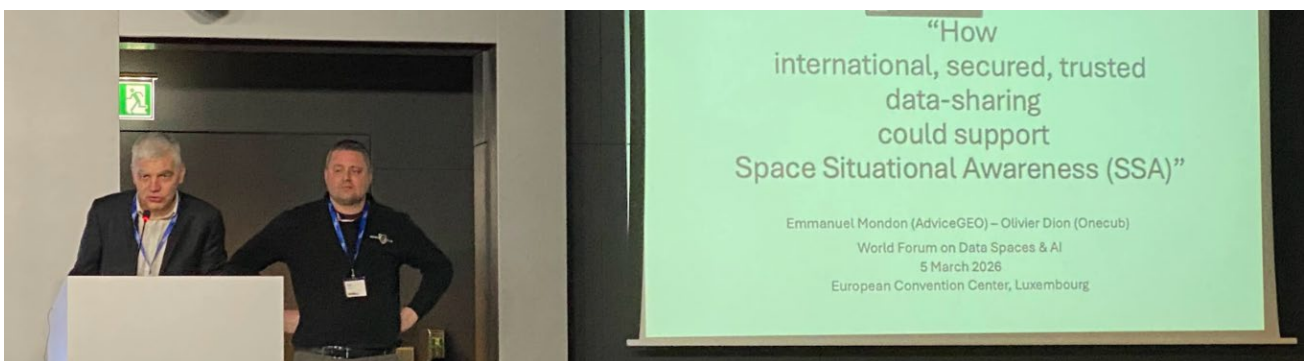 “How
international, secured, trusted
data-sharing
could support
Space Situational Awareness (SSA)”
Emmanuel Mondon (AdviceGEO) – Olivier Dion (Onecub)
World Forum on Data Spaces & AI
5 March 2026
European Convention Center, Luxembourg